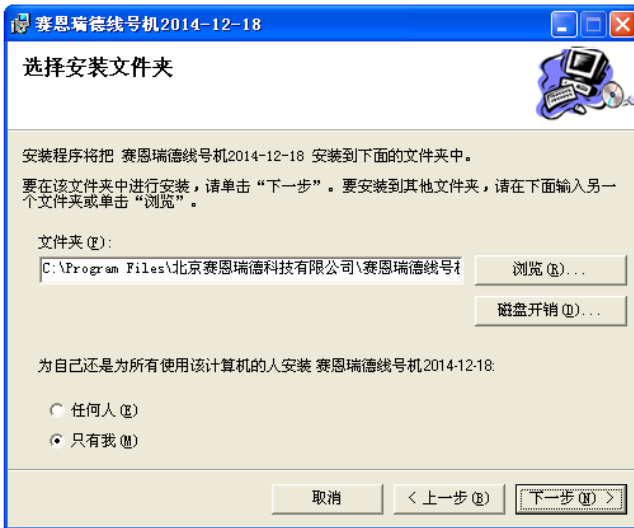 赛恩瑞德线号机2014-12-18
选择安装文件夹
安装程序将把 赛恩瑞德线号机2014-12-18 安装到下面的文件夹中。
要在该文件夹中进行安装，请单击“下一步”。要安装到其他文件夹，请在下面输入另一
个文件夹或单击“浏览”。
文件夹(F):
C:\Program Files\北京赛恩瑞德科技有限公司\赛恩瑞德线号机
浏览(R)...
磁盘开销(D)...
为自己还是为所有使用该计算机的人安装 赛恩瑞德线号机2014-12-18:
任何人(E)
只有我(M)
取消
< 上一步(B)
下一步(N) >